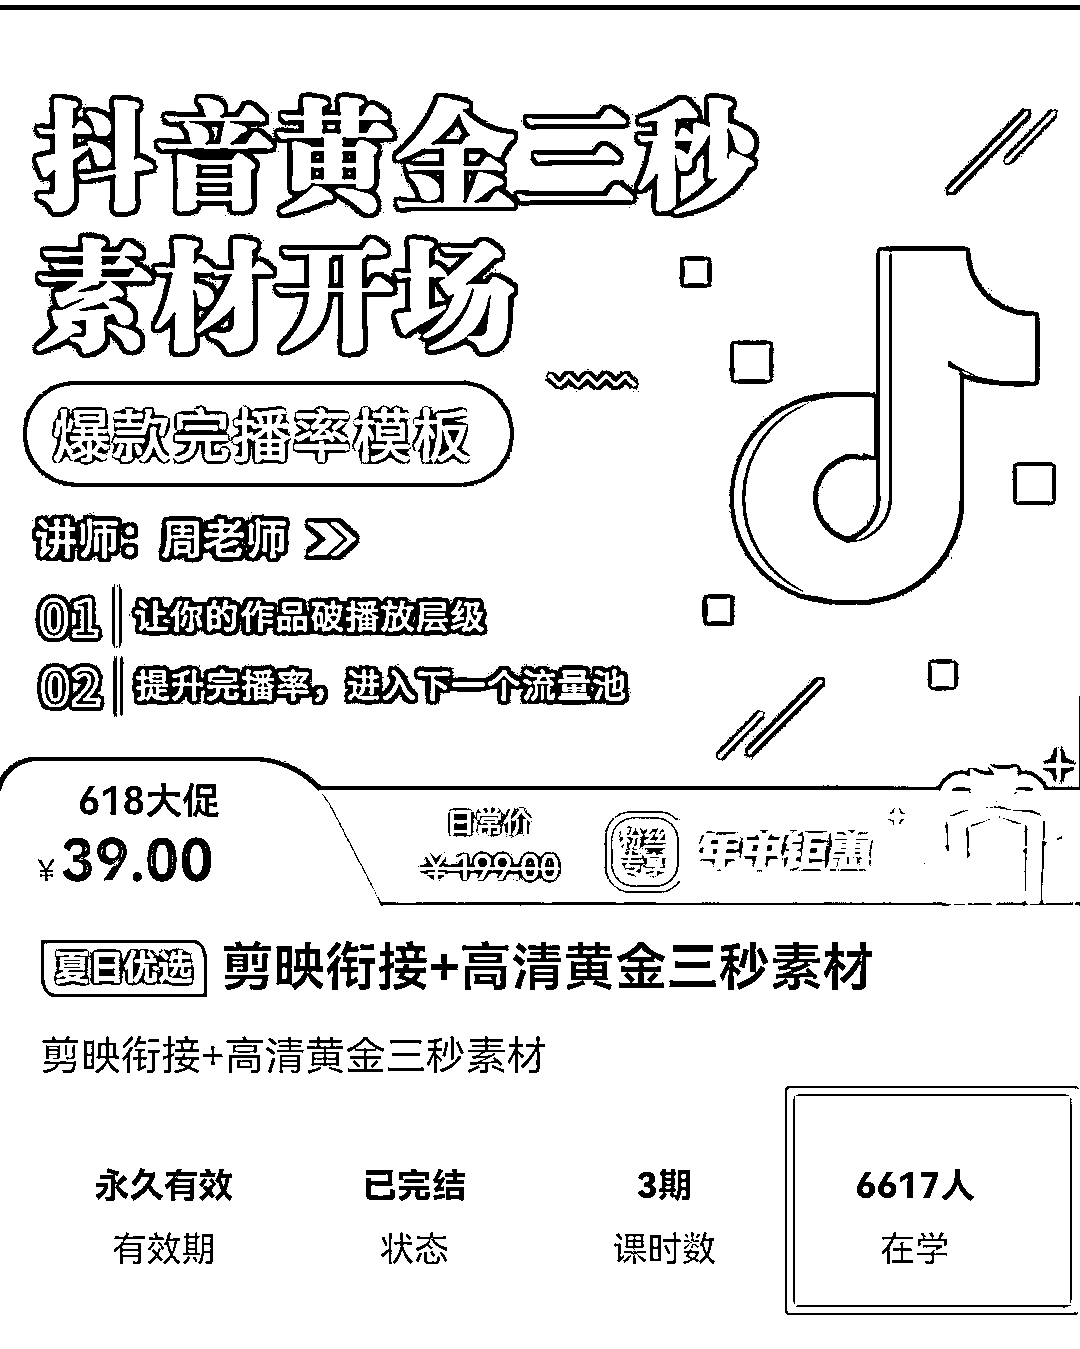 抖音黄金三秒
素材开场
爆款完播率模板
讲师：周老师
01 让你的作品破播放层级
02 提升完播率，进入下一个流量池
618大促
¥39.00
日常价
¥199.00
粉丝
专享
年中钜惠
夏日优选 剪映衔接+高清黄金三秒素材
剪映衔接+高清黄金三秒素材
永久有效 已完结 3期 6617人
有效期 状态 课时数 在学